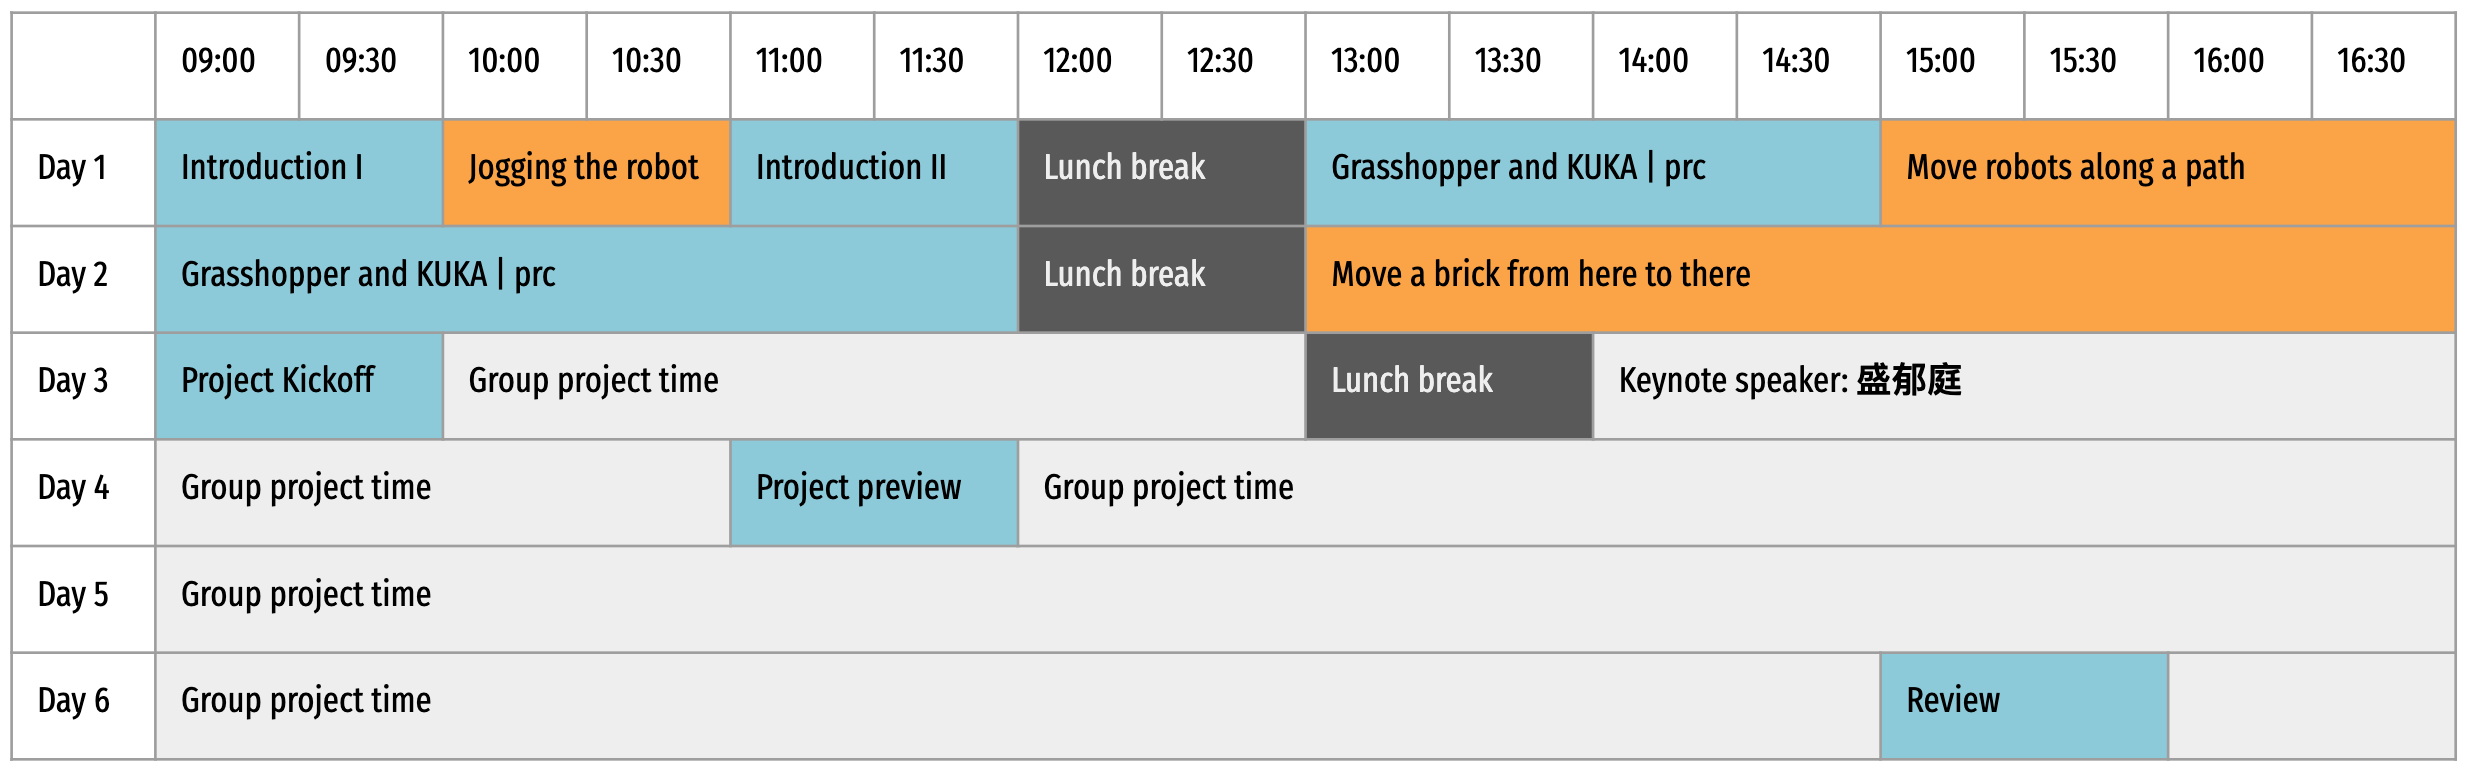 09:00 09:30 10:00 10:30 11:00 11:30 12:00 12:30 13:00 13:30 14:00 14:30 15:00 15:30 16:00 16:30
Day 1 Introduction I Jogging the robot Introduction II Lunch break Grasshopper and KUKA | prc Move robots along a path
Day 2 Grasshopper and KUKA | prc Lunch break Move a brick from here to there
Day 3 Project Kickoff Group project time Lunch break Keynote speaker: 盛郁庭
Day 4 Group project time Project preview Group project time
Day 5 Group project time
Day 6 Group project time Review